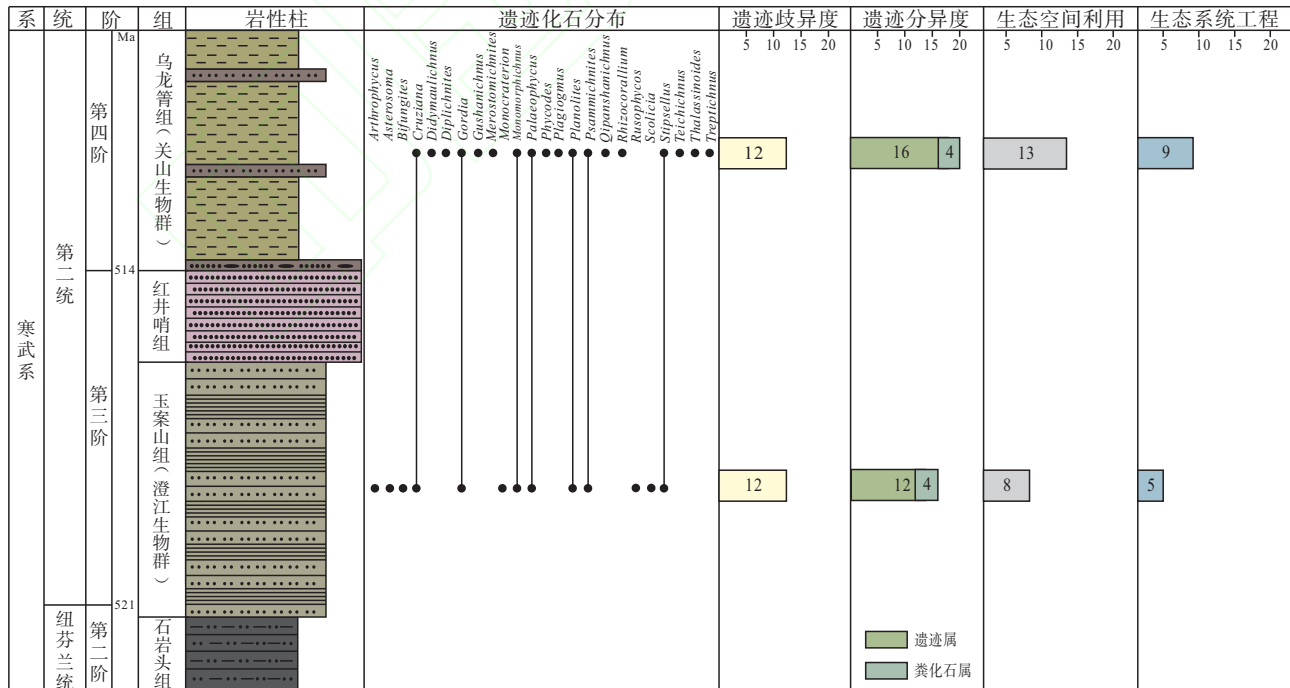 系 统 阶 组 岩性柱 遗迹化石分布 遗迹歧异度 遗迹分异度 生态空间利用 生态系统工程
Ma
5 10 15 20
5 10 15 20
5 10 15 20
5 10 15 20
Arthrophycus
Asterosoma
Bifungites
Cruziana
Didymaulichnus
Diplichnites
Gordia
Gushanichnus
Merostomichnites
Monocraterion
Monomorphichnus
Palaeophycus
Phycodes
Plagiogmus
Planolites
Psammichnites
Qipanshanichnus
Rhizocorallium
Rusophycos
Scolicia
Stipsellus
Teichichnus
Thalassinoides
Treptichnus
寒武系
第二统
纽芬兰统
第四阶
第三阶
第二阶
514
521
乌龙箐组(关山生物群)
红井哨组
玉案山组(澄江生物群)
石岩头组
12 16 4 13 9
12 12 4 8 5
遗迹属
粪化石属